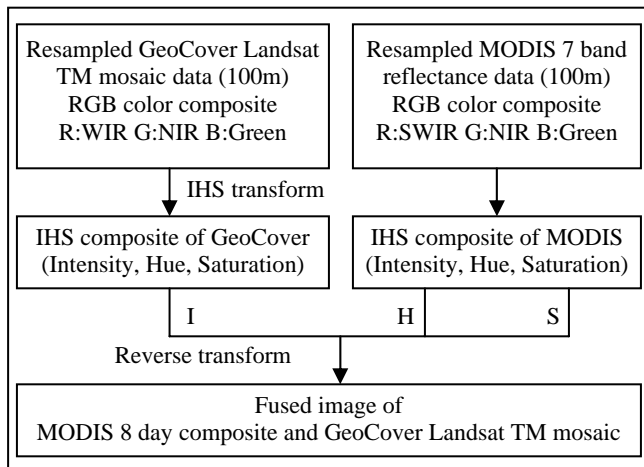 Resampled GeoCover Landsat
TM mosaic data (100m)
RGB color composite
R:WIR G:NIR B:Green
Resampled MODIS 7 band
reflectance data (100m)
RGB color composite
R:SWIR G:NIR B:Green
IHS transform
IHS composite of GeoCover
(Intensity, Hue, Saturation)
IHS composite of MODIS
(Intensity, Hue, Saturation)
I H S
Reverse transform
Fused image of
MODIS 8 day composite and GeoCover Landsat TM mosaic